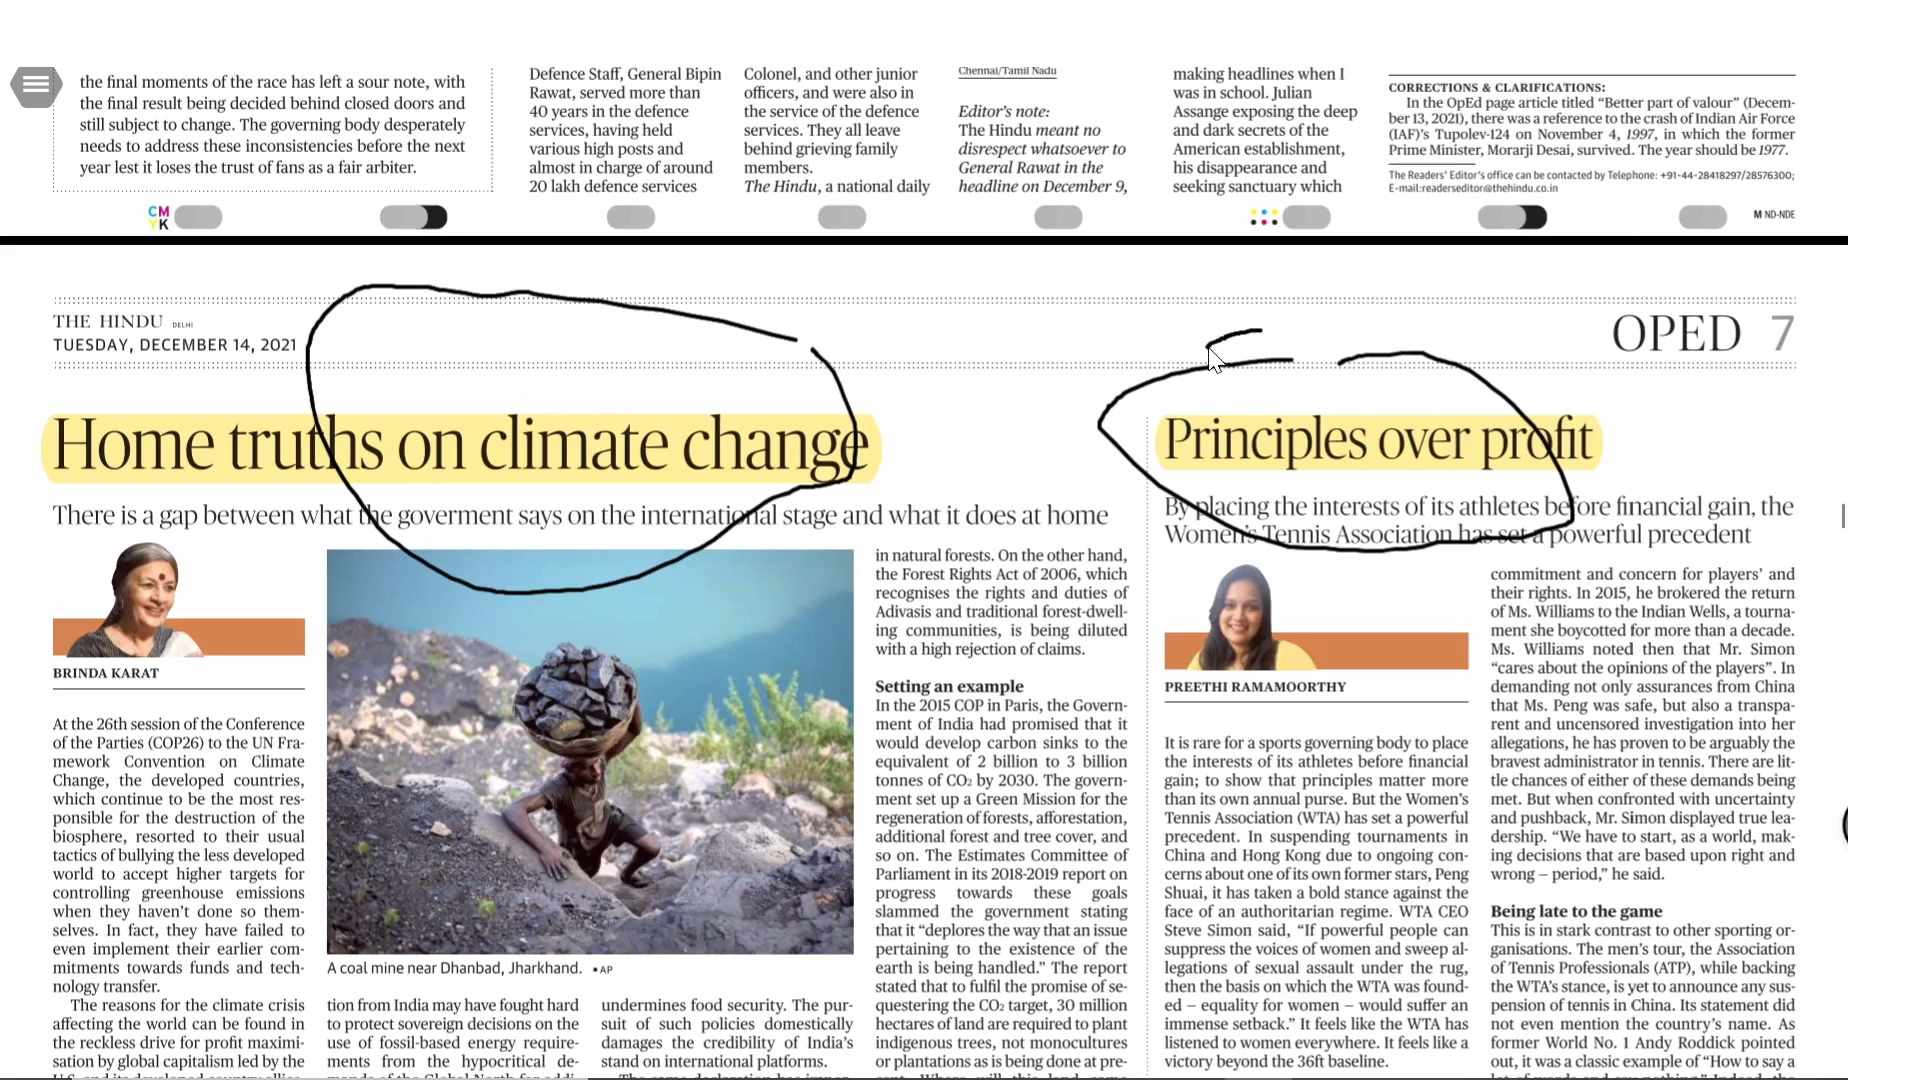 the final moments of the race has left a sour note, with
the final result being decided behind closed doors and
still subject to change. The governing body desperately
needs to address these inconsistencies before the next
year lest it loses the trust of fans as a fair arbiter.
Defence Staff, General Bipin
Rawat, served more than
40 years in the defence
services, having held
various high posts and
almost in charge of around
20 lakh defence services
Colonel, and other junior
officers, and were also in
the service of the defence
services. They all leave
behind grieving family
members.
The Hindu, a national daily
Chennai/Tamil Nadu
Editor's note:
The Hindu meant no
disrespect whatsoever to
General Rawat in the
headline on December 9,
making headlines when I
was in school. Julian
Assange exposing the deep
and dark secrets of the
American establishment,
his disappearance and
seeking sanctuary which
CORRECTIONS & CLARIFICATIONS:
In the OpEd page article titled “Better part of valour” (Decem-
ber 13, 2021), there was a reference to the crash of Indian Air Force
(IAF)'s Tupolev-124 on November 4, 1997, in which the former
Prime Minister, Morarji Desai, survived. The year should be 1977.
The Readers' Editor's office can be contacted by Telephone: +91-44-28418297/28576300;
E-mail:readerseditor@thehindu.co.in
CM
YK
M ND-NDE
THE HINDU DELHI
TUESDAY, DECEMBER 14, 2021
OPED 7
Home truths on climate change
There is a gap between what the goverment says on the international stage and what it does at home
BRINDA KARAT
At the 26th session of the Conference
of the Parties (COP26) to the UN Fra-
mework Convention on Climate
Change, the developed countries,
which continue to be the most res-
ponsible for the destruction of the
biosphere, resorted to their usual
tactics of bullying the less developed
world to accept higher targets for
controlling greenhouse emissions
when they haven't done so them-
selves. In fact, they have failed to
even implement their earlier com-
mitments towards funds and tech-
nology transfer.
The reasons for the climate crisis
affecting the world can be found in
the reckless drive for profit maximi-
sation by global capitalism led by the
A coal mine near Dhanbad, Jharkhand. ▪ AP
tion from India may have fought hard
to protect sovereign decisions on the
use of fossil-based energy require-
ments from the hypocritical de-
undermines food security. The pur-
suit of such policies domestically
damages the credibility of India's
stand on international platforms.
in natural forests. On the other hand,
the Forest Rights Act of 2006, which
recognises the rights and duties of
Adivasis and traditional forest-dwell-
ing communities, is being diluted
with a high rejection of claims.
Setting an example
In the 2015 COP in Paris, the Govern-
ment of India had promised that it
would develop carbon sinks to the
equivalent of 2 billion to 3 billion
tonnes of CO₂ by 2030. The govern-
ment set up a Green Mission for the
regeneration of forests, afforestation,
additional forest and tree cover, and
so on. The Estimates Committee of
Parliament in its 2018-2019 report on
progress towards these goals
slammed the government stating
that it “deplores the way that an issue
pertaining to the existence of the
earth is being handled.” The report
stated that to fulfil the promise of se-
questering the CO₂ target, 30 million
hectares of land are required to plant
indigenous trees, not monocultures
or plantations as is being done at pre-
Principles over profit
By placing the interests of its athletes before financial gain, the
Women's Tennis Association has set a powerful precedent
PREETHI RAMAMOORTHY
It is rare for a sports governing body to place
the interests of its athletes before financial
gain; to show that principles matter more
than its own annual purse. But the Women's
Tennis Association (WTA) has set a powerful
precedent. In suspending tournaments in
China and Hong Kong due to ongoing con-
cerns about one of its own former stars, Peng
Shuai, it has taken a bold stance against the
face of an authoritarian regime. WTA CEO
Steve Simon said, “If powerful people can
suppress the voices of women and sweep al-
legations of sexual assault under the rug,
then the basis on which the WTA was found-
ed – equality for women – would suffer an
immense setback.” It feels like the WTA has
listened to women everywhere. It feels like a
victory beyond the 36ft baseline.
commitment and concern for players' and
their rights. In 2015, he brokered the return
of Ms. Williams to the Indian Wells, a tourna-
ment she boycotted for more than a decade.
Ms. Williams noted then that Mr. Simon
“cares about the opinions of the players”. In
demanding not only assurances from China
that Ms. Peng was safe, but also a transpa-
rent and uncensored investigation into her
allegations, he has proven to be arguably the
bravest administrator in tennis. There are lit-
tle chances of either of these demands being
met. But when confronted with uncertainty
and pushback, Mr. Simon displayed true lea-
dership. “We have to start, as a world, mak-
ing decisions that are based upon right and
wrong – period,” he said.
Being late to the game
This is in stark contrast to other sporting or-
ganisations. The men's tour, the Association
of Tennis Professionals (ATP), while backing
the WTA's stance, is yet to announce any sus-
pension of tennis in China. Its statement did
not even mention the country's name. As
former World No. 1 Andy Roddick pointed
out, it was a classic example of “How to say a